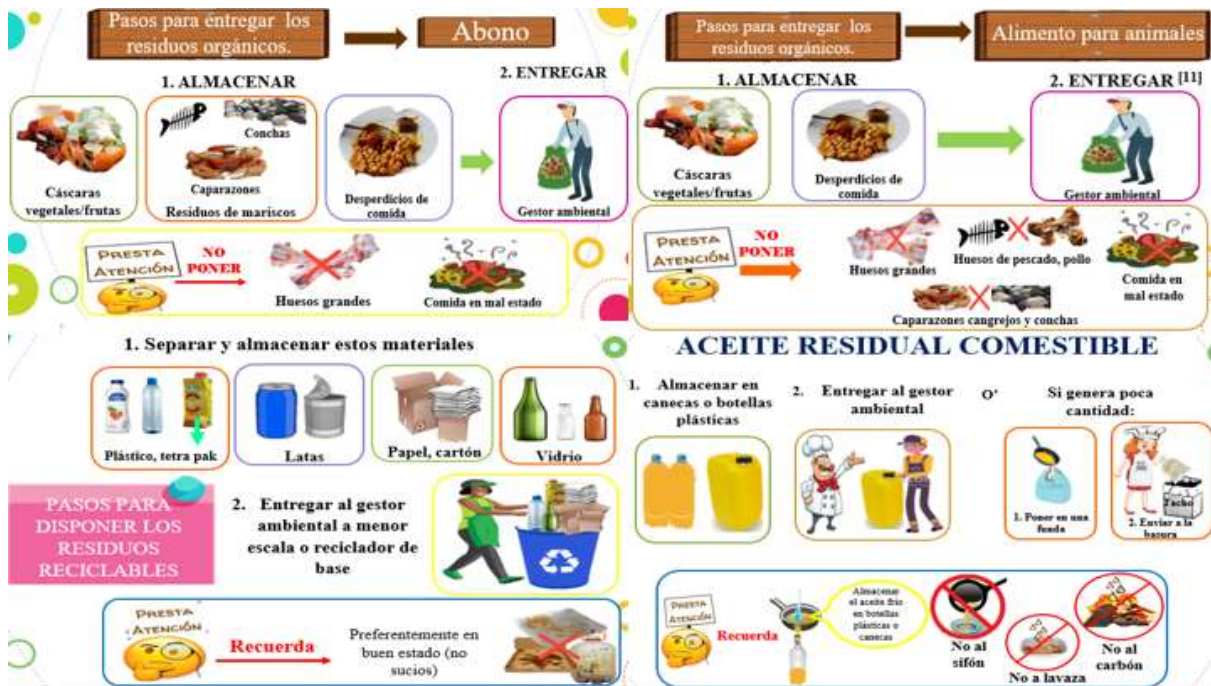 Pasos para entregar los
residuos orgánicos.
Abono
1. ALMACENAR
2. ENTREGAR
Cáscaras
vegetales/frutas
Conchas
Caparazones
Residuos de mariscos
Desperdicios de
comida
Gestor ambiental
PRESTA
ATENCIÓN
NO
PONER
Huesos grandes
Comida en mal estado
Pasos para entregar los
residuos orgánicos.
Alimento para animales
1. ALMACENAR
2. ENTREGAR [11]
Cáscaras
vegetales/frutas
Desperdicios de
comida
Gestor ambiental
PRESTA
ATENCIÓN
NO
PONER
Huesos grandes
Huesos de pescado, pollo
Caparazones cangrejos y conchas
Comida en
mal estado
1. Separar y almacenar estos materiales
Plástico, tetra pak
Latas
Papel, cartón
Vidrio
PASOS PARA
DISPONER LOS
RESIDUOS
RECICLABLES
2. Entregar al gestor
ambiental a menor
escala o reciclador de
base
PRESTA
ATENCIÓN
Recuerda
Preferentemente en
buen estado (no
sucios)
ACEITE RESIDUAL COMESTIBLE
1. Almacenar en
canecas o botellas
plásticas
2. Entregar al gestor
ambiental
O'
Si genera poca
cantidad:
1. Poner en una
funda
Tacho
2. Enviar a la
basura
PRESTA
ATENCIÓN
Recuerda
Almacenar
el aceite frío
en botellas
plásticas o
canecas
No al
sifón
No a lavaza
No al
carbón